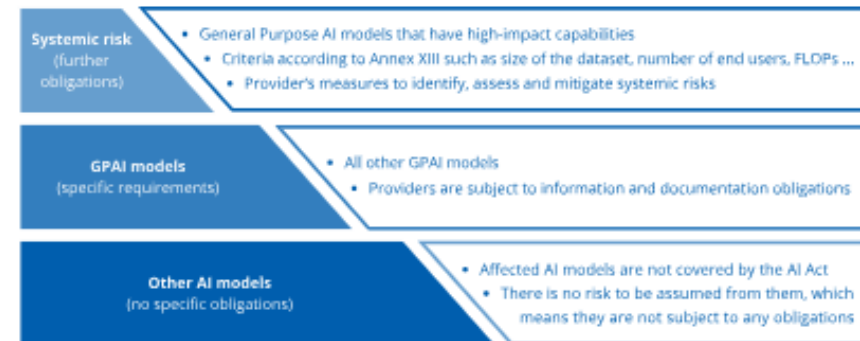 Systemic risk
(further
obligations)
• General Purpose AI models that have high-impact capabilities
• Criteria according to Annex XIII such as size of the dataset, number of end users, FLOPs ...
• Provider's measures to identify, assess and mitigate systemic risks
GPAI models
(specific requirements)
• All other GPAI models
• Providers are subject to information and documentation obligations
Other AI models
(no specific obligations)
• Affected AI models are not covered by the AI Act
• There is no risk to be assumed from them, which
means they are not subject to any obligations